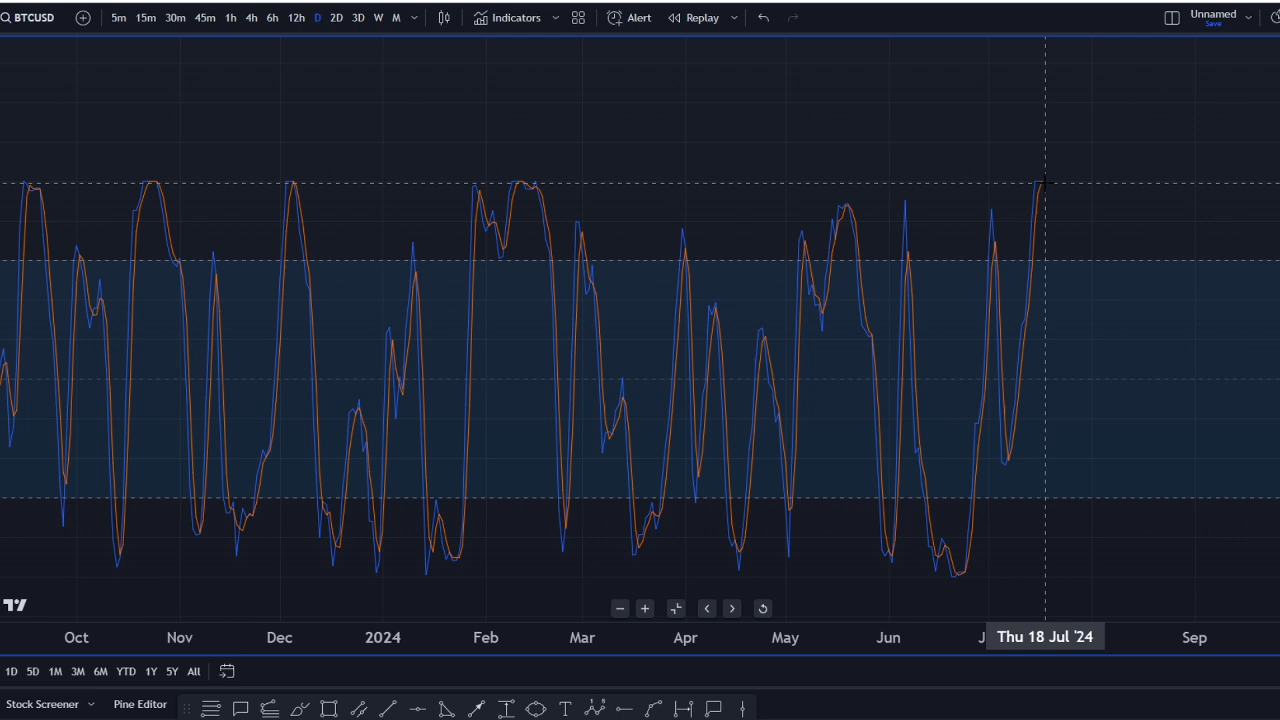 BTCUSD 5m 15m 30m 45m 1h 4h 6h 12h D 2D 3D W M Indicators Alert Replay Unnamed
Save
Oct Nov Dec 2024 Feb Mar Apr May Jun Thu 18 Jul '24 Sep
1D 5D 1M 3M 6M YTD 1Y 5Y All
Stock Screener Pine Editor